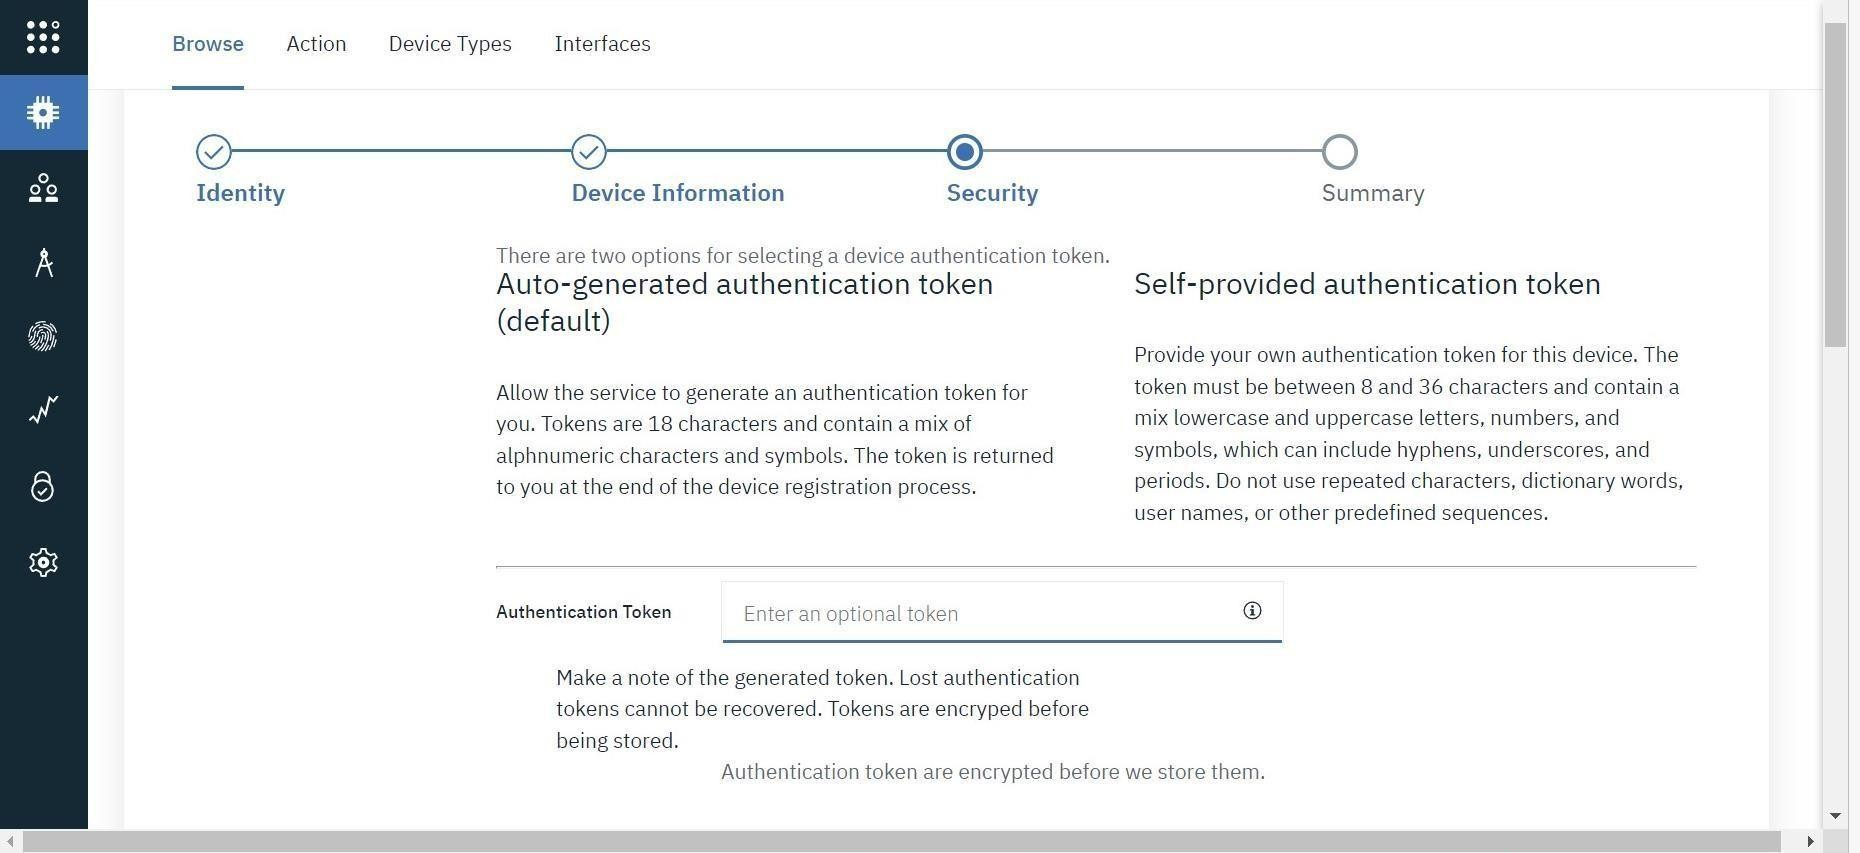 Browse Action Device Types Interfaces
Identity Device Information Security Summary
There are two options for selecting a device authentication token.
Auto-generated authentication token
(default)
Allow the service to generate an authentication token for
you. Tokens are 18 characters and contain a mix of
alphnumeric characters and symbols. The token is returned
to you at the end of the device registration process.
Self-provided authentication token
Provide your own authentication token for this device. The
token must be between 8 and 36 characters and contain a
mix lowercase and uppercase letters, numbers, and
symbols, which can include hyphens, underscores, and
periods. Do not use repeated characters, dictionary words,
user names, or other predefined sequences.
Authentication Token Enter an optional token
Make a note of the generated token. Lost authentication
tokens cannot be recovered. Tokens are encryped before
being stored.
Authentication token are encrypted before we store them.